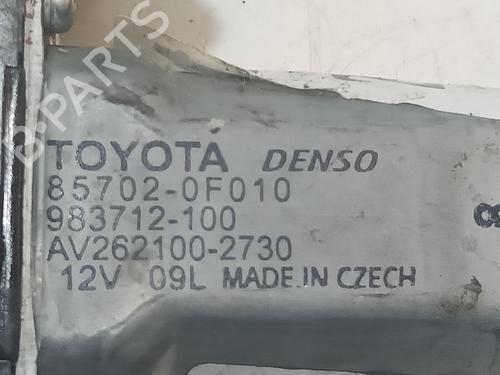 B-PARTS
TOYOTA DENSO
85702-0F010
983712-100
AV262100-2730
12V 09L MADE IN CZECH